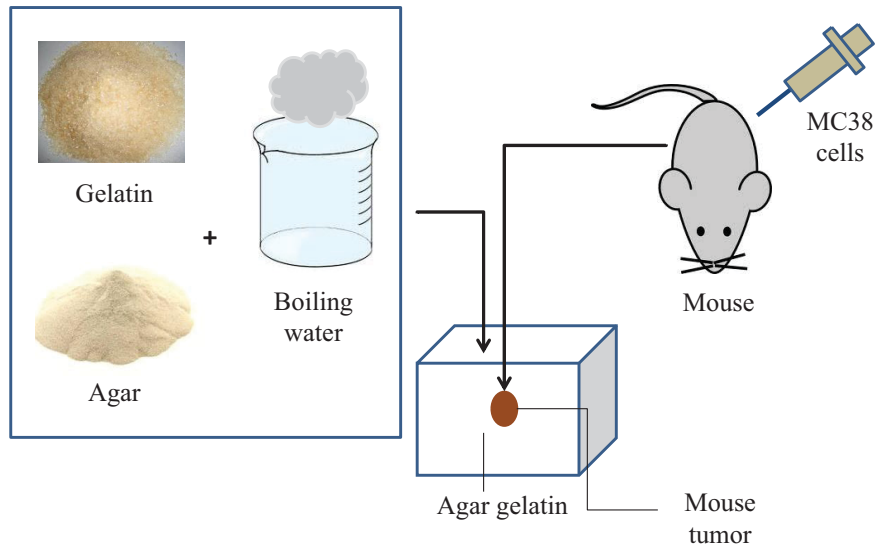 Gelatin
+
Agar
Boiling
water
MC38
cells
Mouse
Agar gelatin
Mouse
tumor